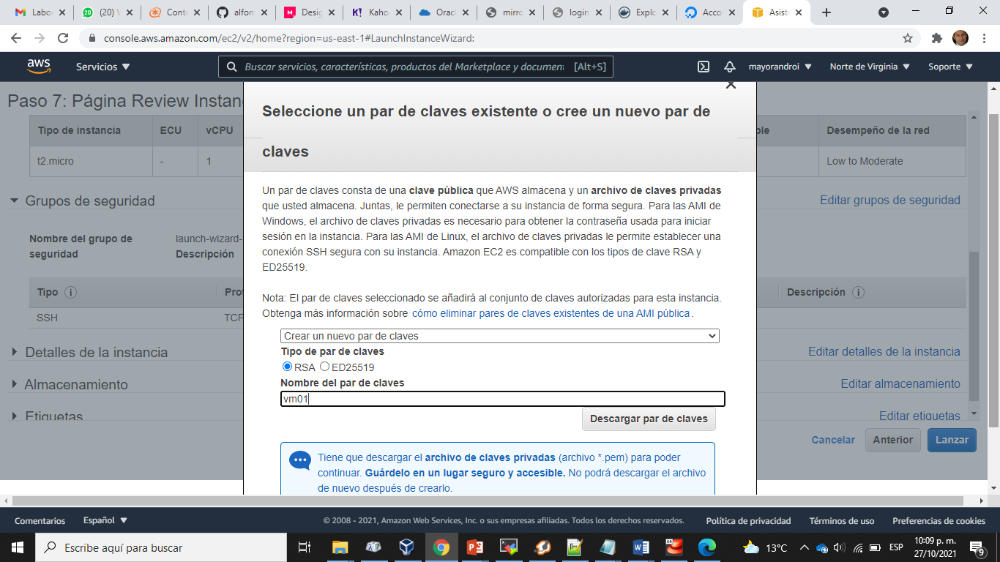 Labor
(20) W
20
Conte
alfon
Desig
Kaho
Orac
mirro
login
Explo
Acco
Asiste
console.aws.amazon.com/ec2/v2/home?region=us-east-1#LaunchInstanceWizard:
aws
Servicios
Buscar servicios, características, productos del Marketplace y document
[Alt+S]
mayorandroi
Norte de Virginia
Soporte
Paso 7: Página Review Instan
Tipo de instancia
ECU
vCPU
ble
Desempeño de la red
t2.micro
-
1
Low to Moderate
Grupos de seguridad
Editar grupos de seguridad
Nombre del grupo de
seguridad
launch-wizard-
Descripción
Tipo
Pro
Descripción
SSH
TCP
Detalles de la instancia
Editar detalles de la instancia
Almacenamiento
Editar almacenamiento
Etiquetas
Editar etiquetas
Cancelar
Anterior
Lanzar
Seleccione un par de claves existente o cree un nuevo par de
claves
Un par de claves consta de una clave pública que AWS almacena y un archivo de claves privadas
que usted almacena. Juntas, le permiten conectarse a su instancia de forma segura. Para las AMI de
Windows, el archivo de claves privadas es necesario para obtener la contraseña usada para iniciar
sesión en la instancia. Para las AMI de Linux, el archivo de claves privadas le permite establecer una
conexión SSH segura con su instancia. Amazon EC2 es compatible con los tipos de clave RSA y
ED25519.
Nota: El par de claves seleccionado se añadirá al conjunto de claves autorizadas para esta instancia.
Obtenga más información sobre cómo eliminar pares de claves existentes de una AMI pública.
Crear un nuevo par de claves
Tipo de par de claves
RSA ED25519
Nombre del par de claves
vm01
Descargar par de claves
Tiene que descargar el archivo de claves privadas (archivo *.pem) para poder
continuar. Guárdelo en un lugar seguro y accesible. No podrá descargar el archivo
de nuevo después de crearlo.
Comentarios
Español
© 2008 - 2021, Amazon Web Services, Inc. o sus empresas afiliadas. Todos los derechos reservados.
Política de privacidad
Términos de uso
Preferencias de cookies
Escribe aquí para buscar
13°C
ESP
10:09 p. m.
27/10/2021
9